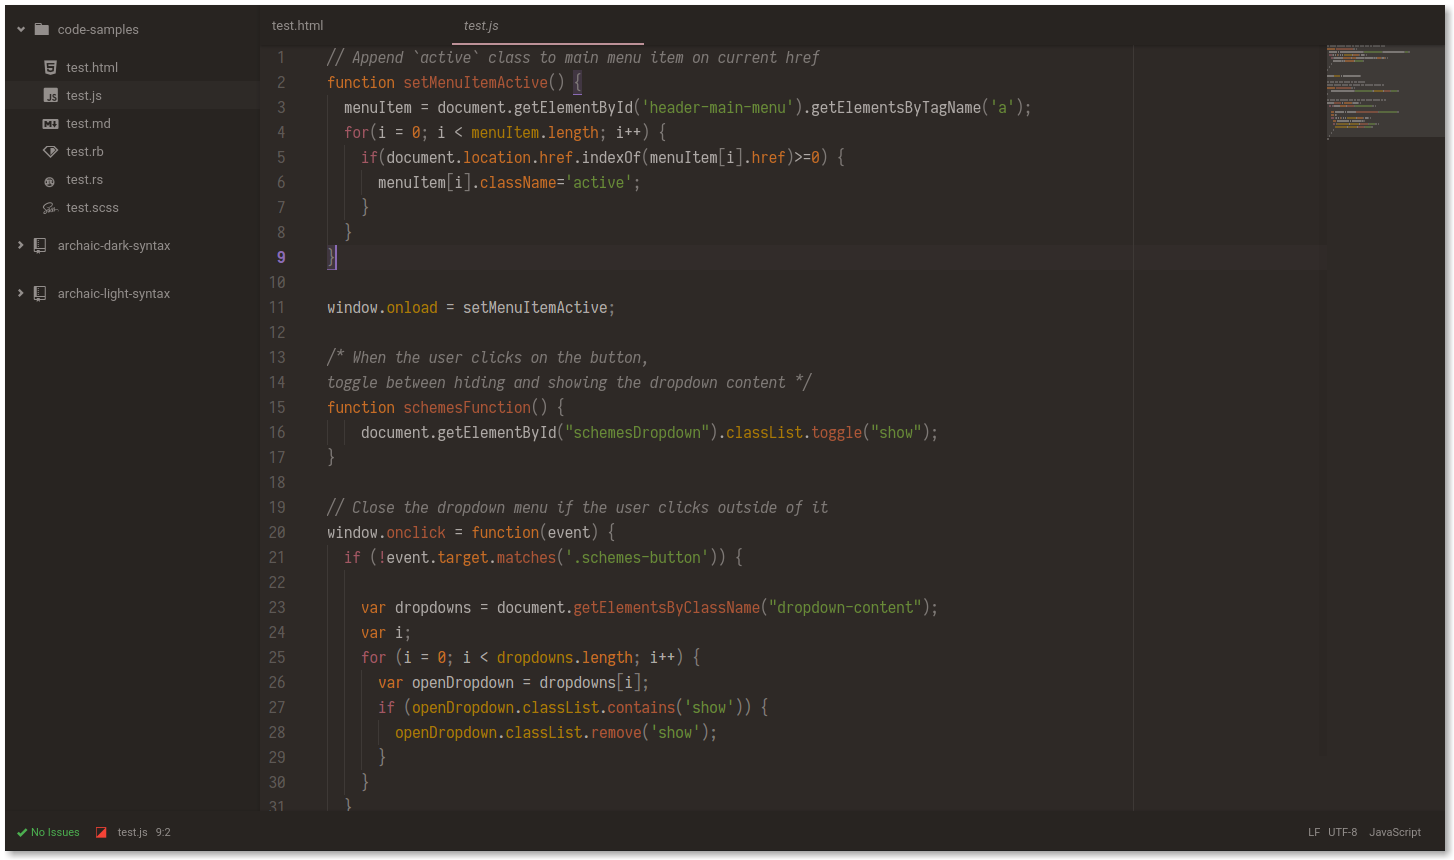 code-samples
test.html
test.js
test.md
test.rb
test.rs
test.scss
archaic-dark-syntax
archaic-light-syntax
test.html
test.js
1 // Append `active` class to main menu item on current href
2 function setMenuItemActive() {
3   menuItem = document.getElementById('header-main-menu').getElementsByTagName('a');
4   for(i = 0; i < menuItem.length; i++) {
5     if(document.location.href.indexOf(menuItem[i].href)>=0) {
6       menuItem[i].className='active';
7     }
8   }
9 }
10
11 window.onload = setMenuItemActive;
12
13 /* When the user clicks on the button,
14 toggle between hiding and showing the dropdown content */
15 function schemesFunction() {
16     document.getElementById("schemesDropdown").classList.toggle("show");
17 }
18
19 // Close the dropdown menu if the user clicks outside of it
20 window.onclick = function(event) {
21   if (!event.target.matches('.schemes-button')) {
22
23     var dropdowns = document.getElementsByClassName("dropdown-content");
24     var i;
25     for (i = 0; i < dropdowns.length; i++) {
26       var openDropdown = dropdowns[i];
27       if (openDropdown.classList.contains('show')) {
28         openDropdown.classList.remove('show');
29       }
30     }
31   }
No Issues test.js 9:2 LF UTF-8 JavaScript